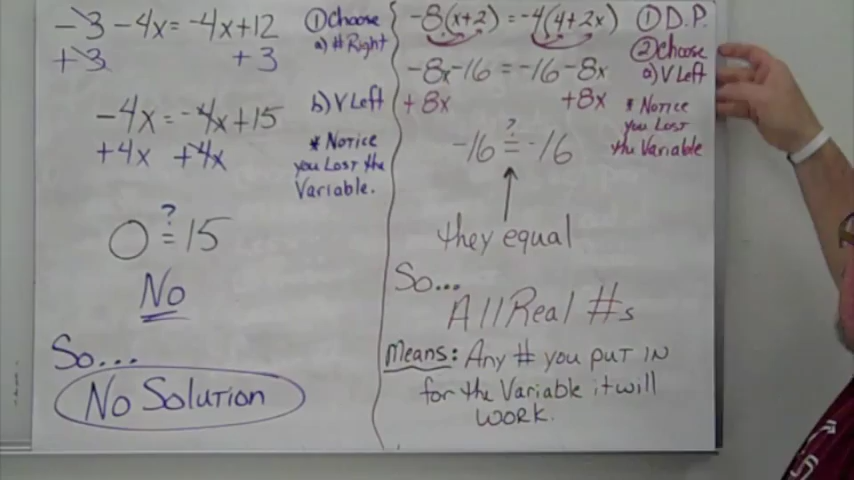 -3 - 4x = -4x + 12
+3 +3
① Choose
a) # Right
-4x = -4x + 15
+4x +4x
b) V Left
* Notice
you Lost the
Variable.
0 ≟ 15
No
So...
No Solution
-8(x+2) = -4(4+2x)
① D.P.
-8x - 16 = -16 - 8x
+8x +8x
② Choose
a) V Left
* Notice
you Lost
the Variable
-16 ≟ -16
they equal
So...
All Real #s
Means: Any # you put in
for the Variable it will
work.